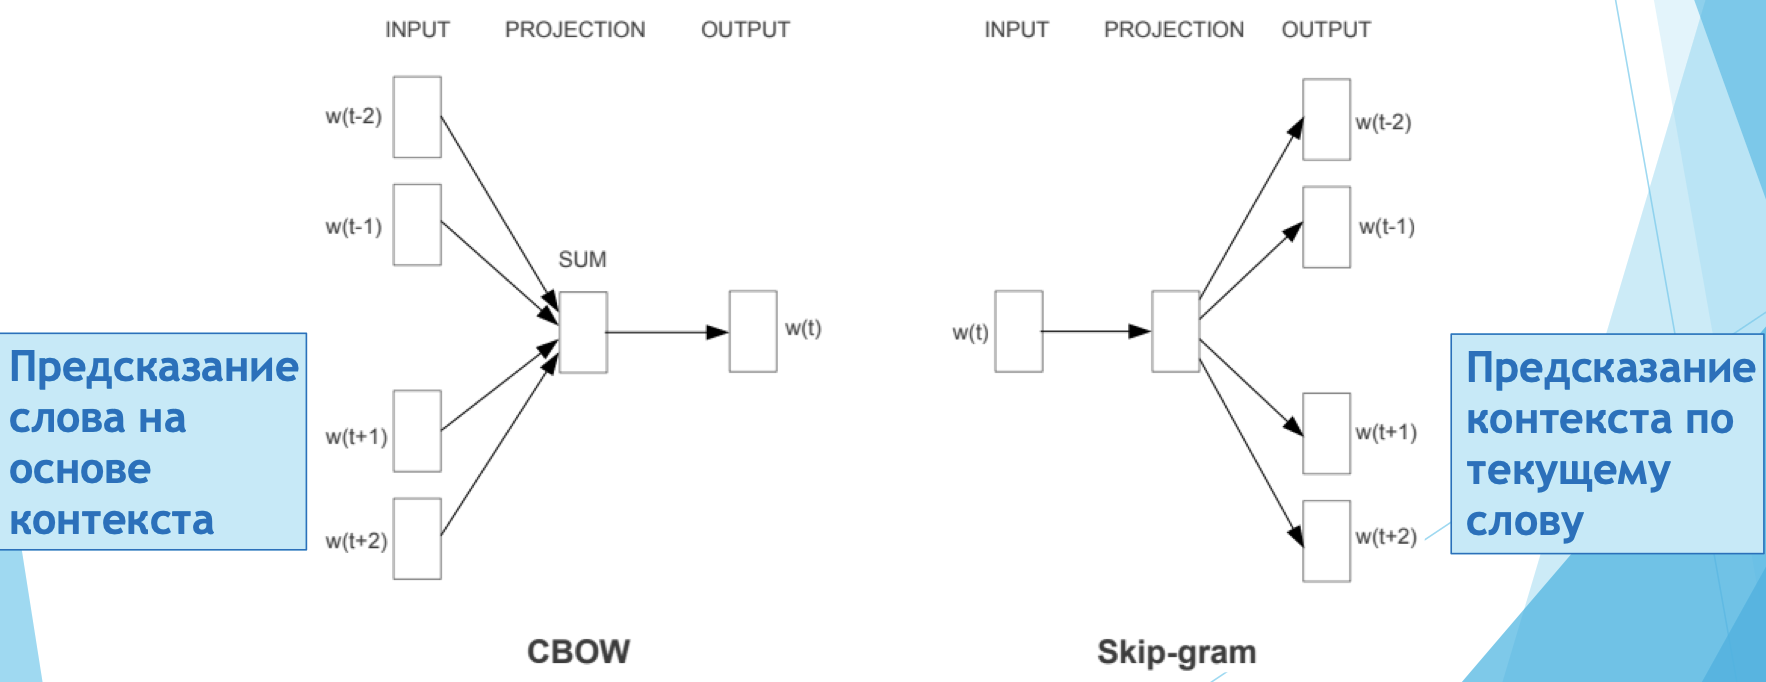 INPUT PROJECTION OUTPUT
w(t-2)
w(t-1)
SUM
w(t)
w(t+1)
w(t+2)
CBOW
Предсказание
слова на
основе
контекста
INPUT PROJECTION OUTPUT
w(t-2)
w(t-1)
w(t)
w(t+1)
w(t+2)
Skip-gram
Предсказание
контекста по
текущему
слову